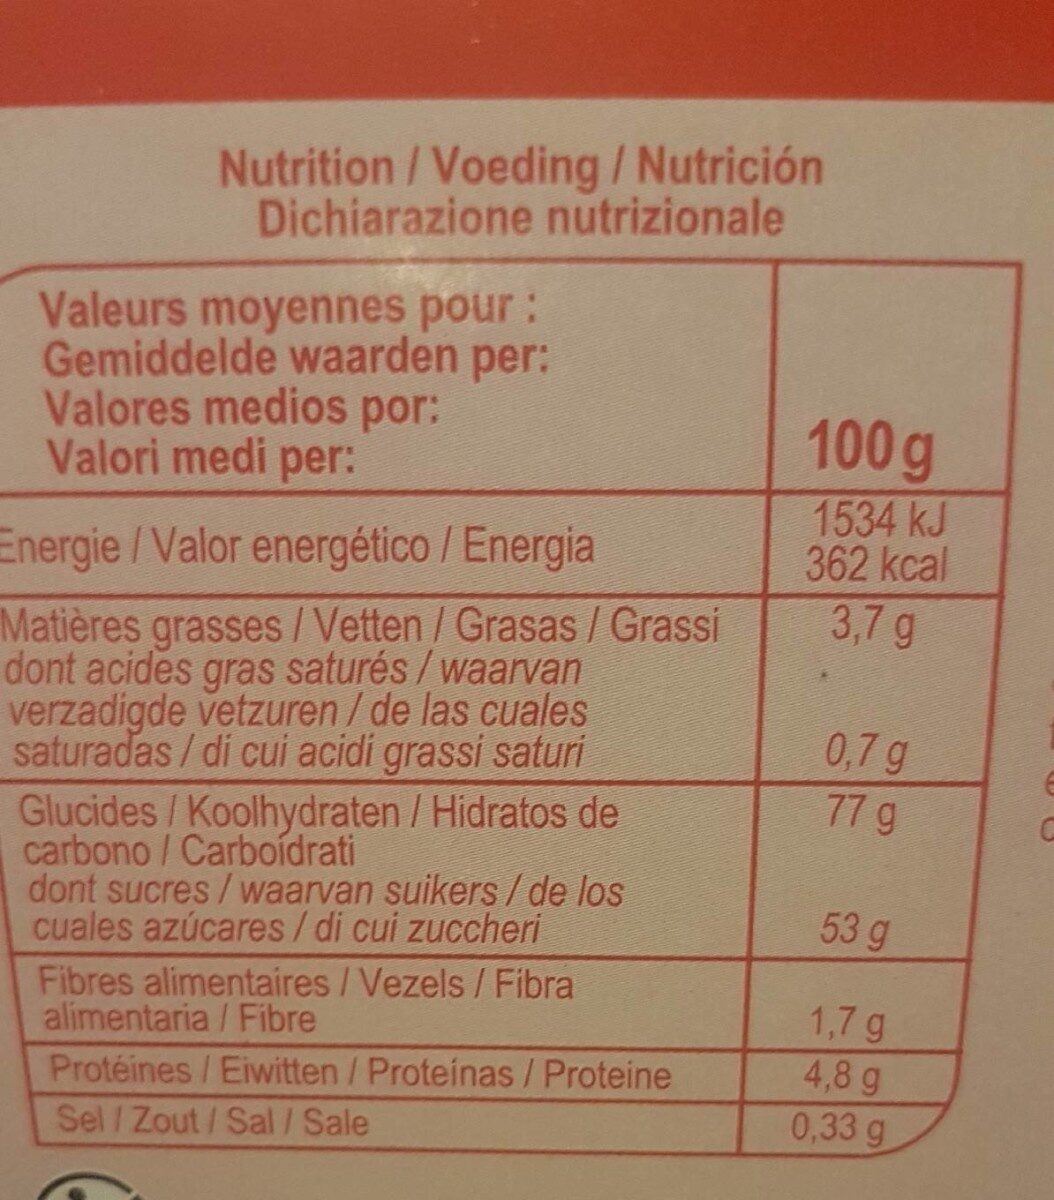 Nutrition / Voeding / Nutrición
Dichiarazione nutrizionale
Valeurs moyennes pour :
Gemiddelde waarden per:
Valores medios por:
Valori medi per:
100 g
Energie / Valor energético / Energia
1534 kJ
362 kcal
Matières grasses / Vetten / Grasas / Grassi
3,7 g
dont acides gras saturés / waarvan
verzadigde vetzuren / de las cuales
saturadas / di cui acidi grassi saturi
0,7 g
Glucides / Koolhydraten / Hidratos de
77 g
carbono / Carboidrati
dont sucres / waarvan suikers / de los
cuales azúcares / di cui zuccheri
53 g
Fibres alimentaires / Vezels / Fibra
alimentaria / Fibre
1,7 g
Protéines / Eiwitten / Proteínas / Proteine
4,8 g
Sel / Zout / Sal / Sale
0,33 g